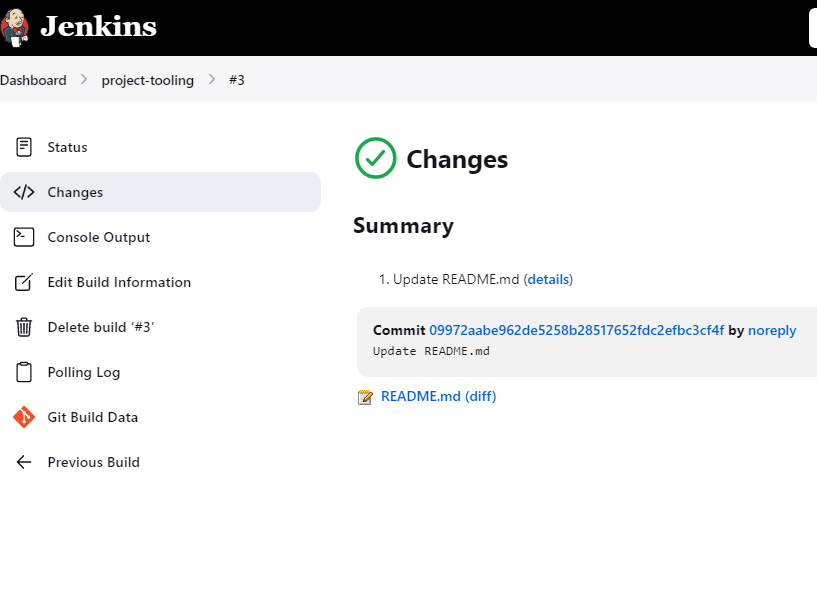 Jenkins
Dashboard project-tooling #3
Status
Changes
Console Output
Edit Build Information
Delete build ‘#3’
Polling Log
Git Build Data
Previous Build
Changes
Summary
1. Update README.md (details)
Commit 09972aabe962de5258b28517652fdc2efbc3cf4f by noreply
Update README.md
README.md (diff)